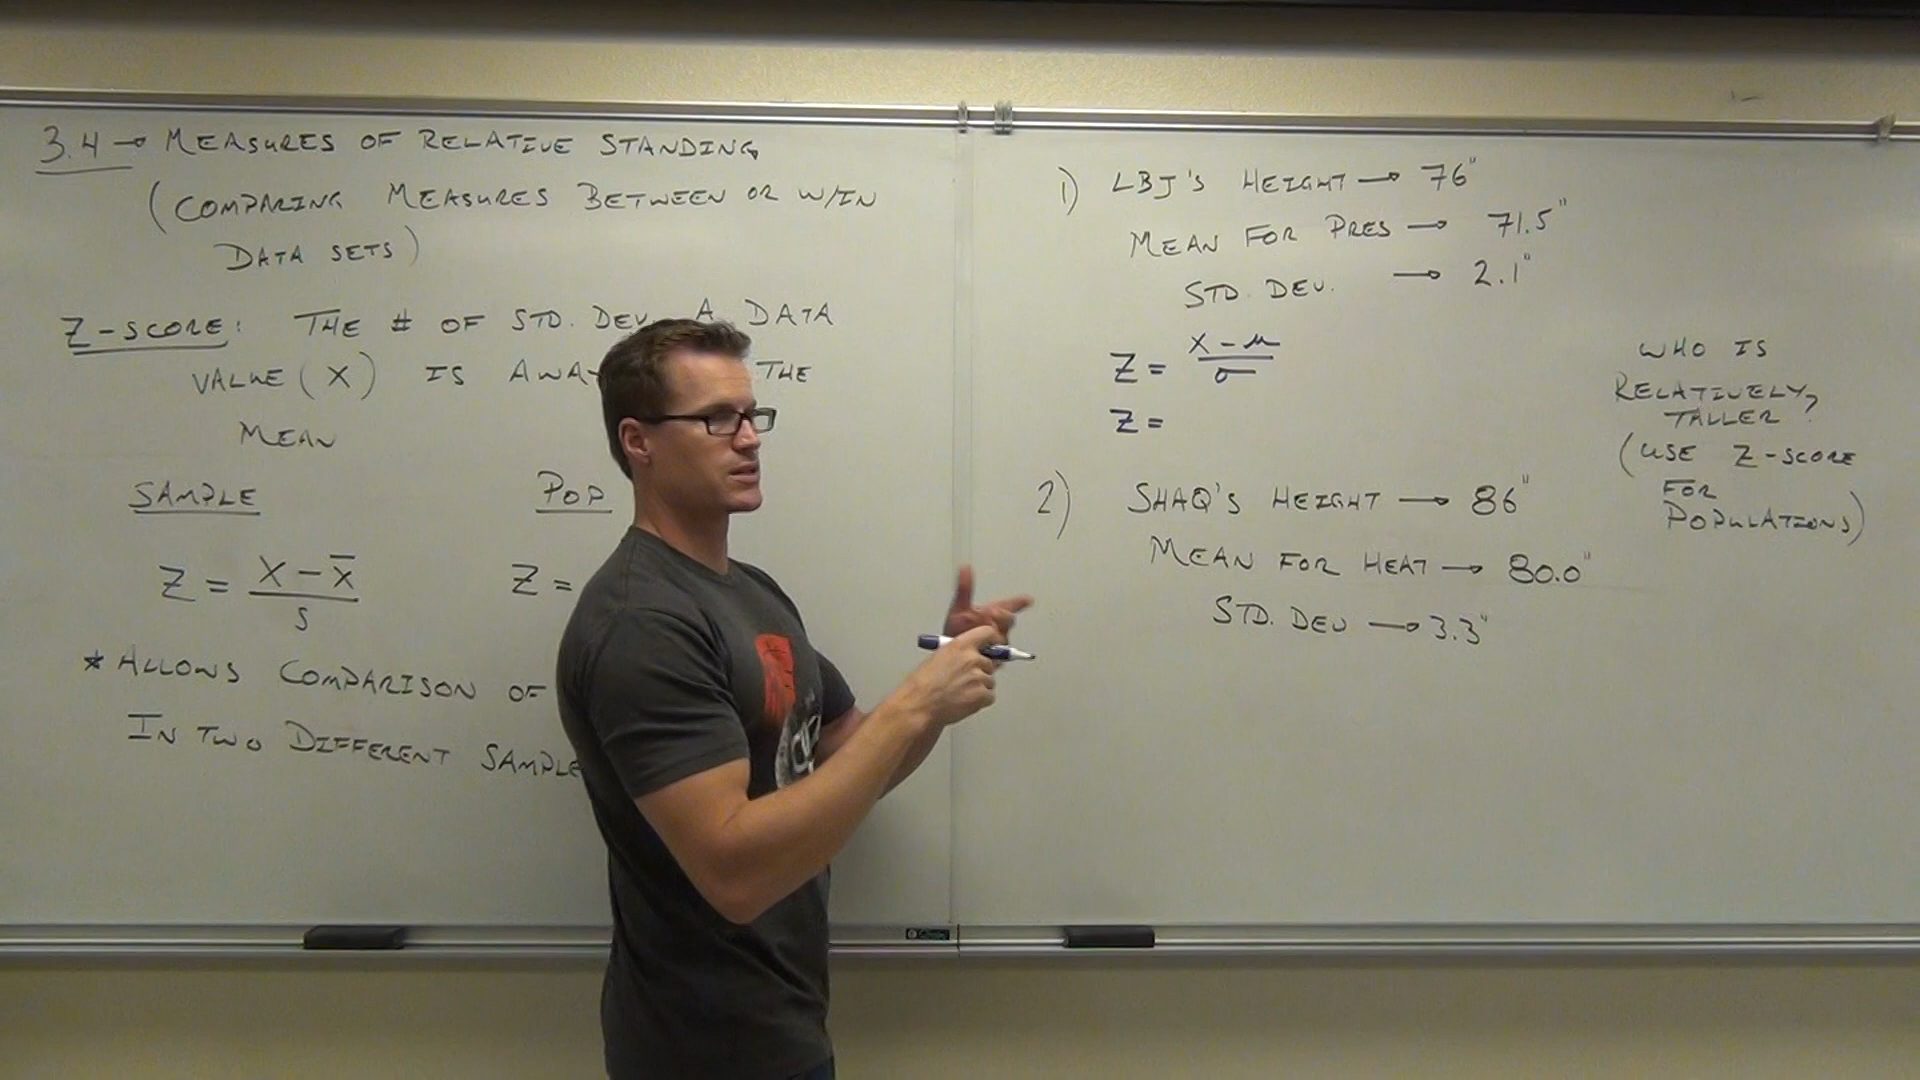 3.4 → MEASURES OF RELATIVE STANDING
(COMPARING MEASURES BETWEEN OR W/IN
DATA SETS)
Z-SCORE: THE # OF STD. DEV. A DATA
VALUE (X) IS THE
MEAN
SAMPLE POP
Z = (X - x̄) / S
Z =
* ALLOWS COMPARISON OF
IN TWO DIFFERENT
1) LBJ'S HEIGHT → 76"
MEAN FOR PRES → 71.5"
STD. DEV. → 2.1"
Z = (X - μ) / σ
Z =
2) SHAQ'S HEIGHT → 86"
MEAN FOR HEAT → 80.0"
STD. DEV → 3.3"
WHO IS
RELATIVELY
TALLER?
(USE Z-SCORE
FOR
POPULATIONS)